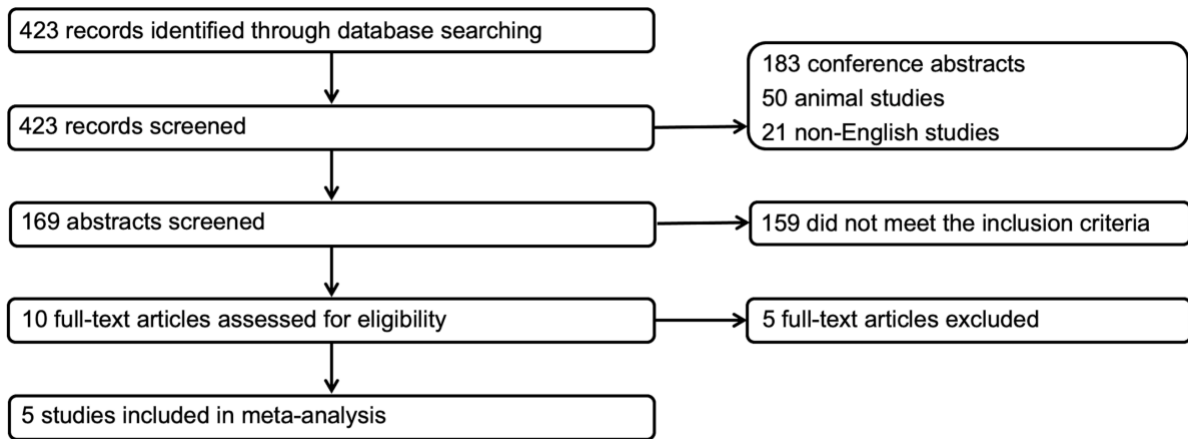 423 records identified through database searching
183 conference abstracts
50 animal studies
21 non-English studies
423 records screened
169 abstracts screened
159 did not meet the inclusion criteria
10 full-text articles assessed for eligibility
5 full-text articles excluded
5 studies included in meta-analysis